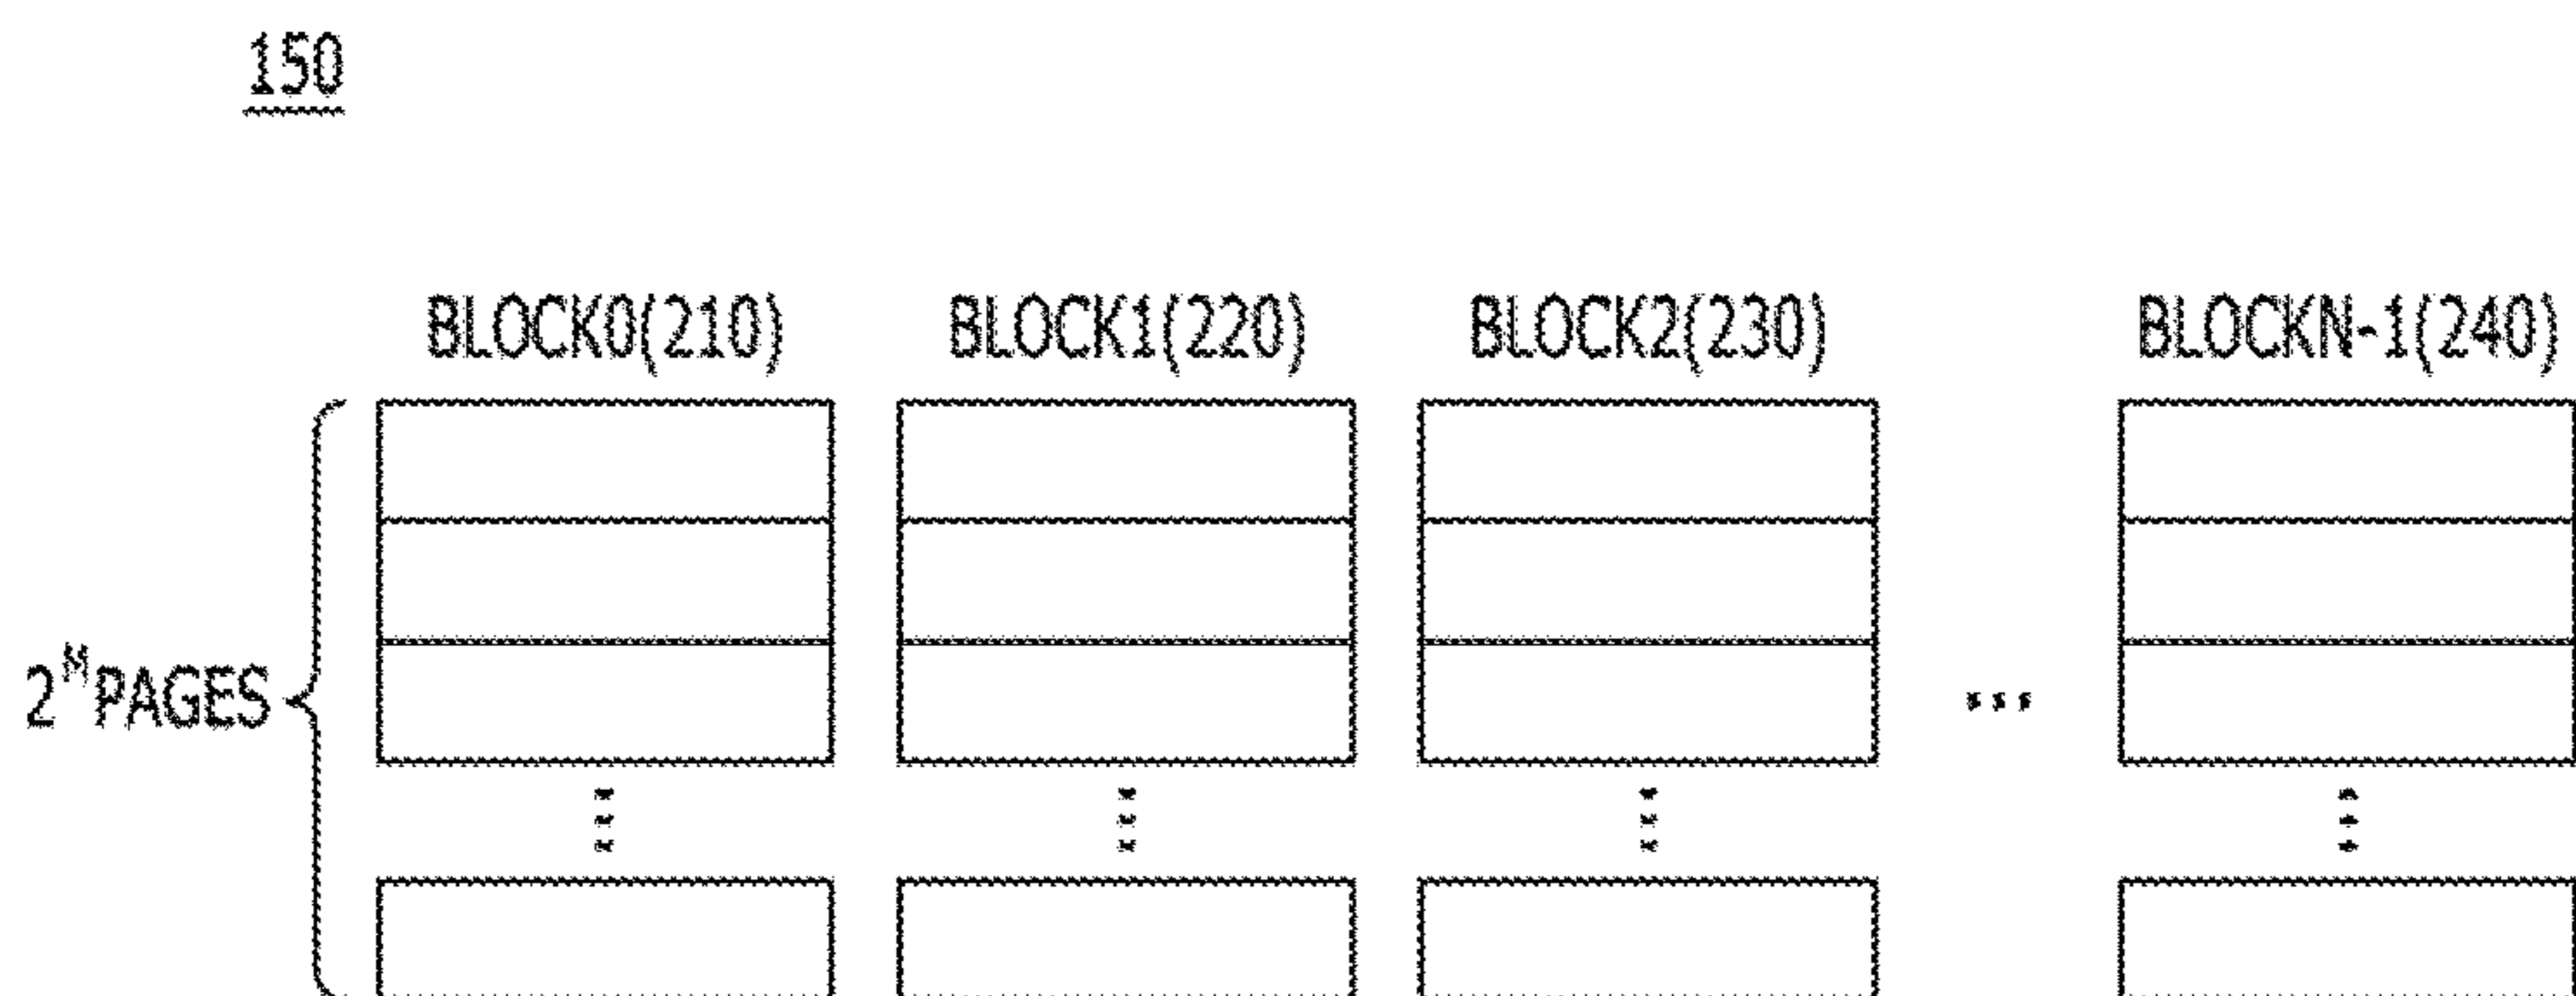 150
BLOCK0(210) BLOCK1(220) BLOCK2(230) BLOCKN-1(240)
2^M PAGES
...